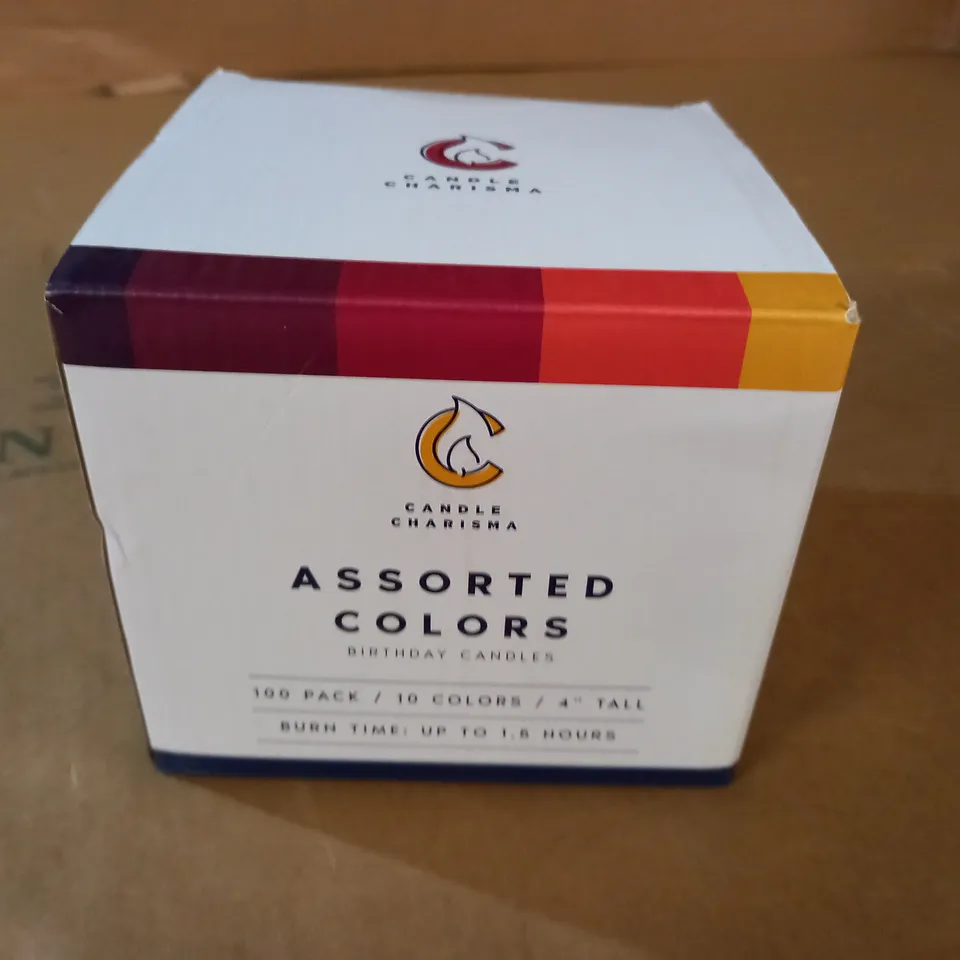 CANDLE
CHARISMA
CANDLE
CHARISMA
ASSORTED
COLORS
BIRTHDAY CANDLES
100 PACK / 10 COLORS / 4" TALL
BURN TIME: UP TO 1.5 HOURS
N